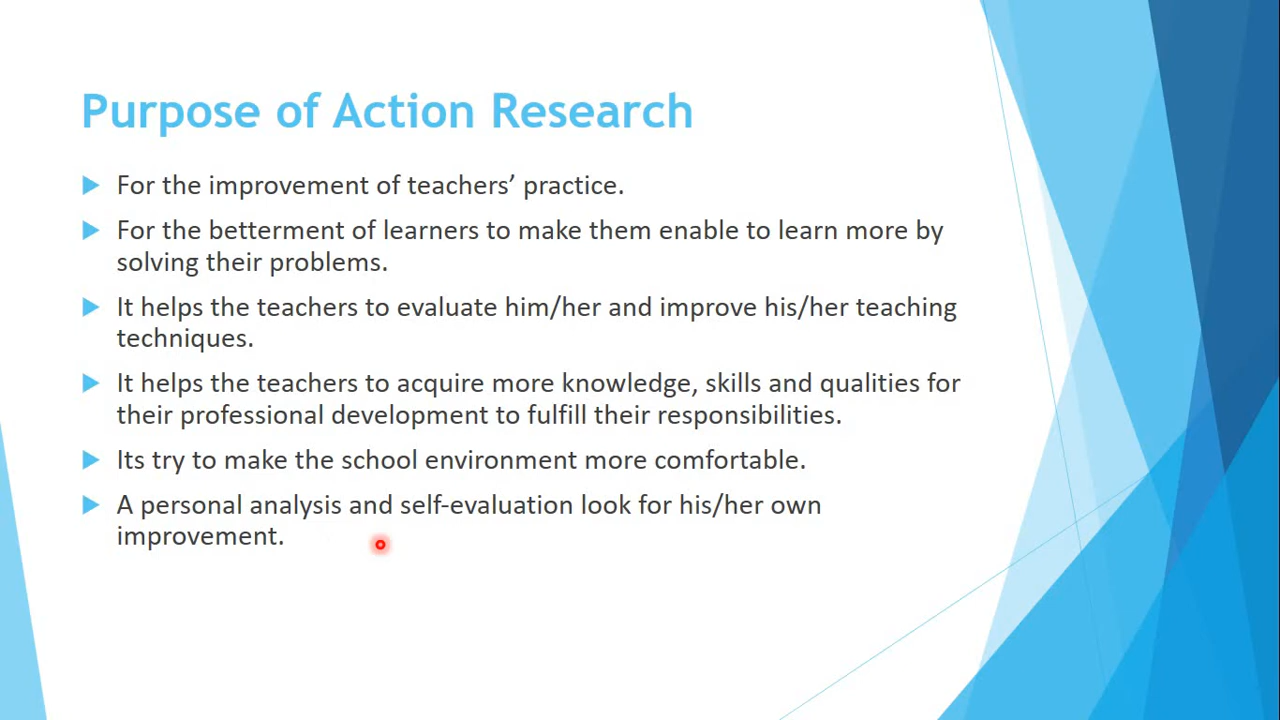 Purpose of Action Research
For the improvement of teachers’ practice.
For the betterment of learners to make them enable to learn more by
solving their problems.
It helps the teachers to evaluate him/her and improve his/her teaching
techniques.
It helps the teachers to acquire more knowledge, skills and qualities for
their professional development to fulfill their responsibilities.
Its try to make the school environment more comfortable.
A personal analysis and self-evaluation look for his/her own
improvement.